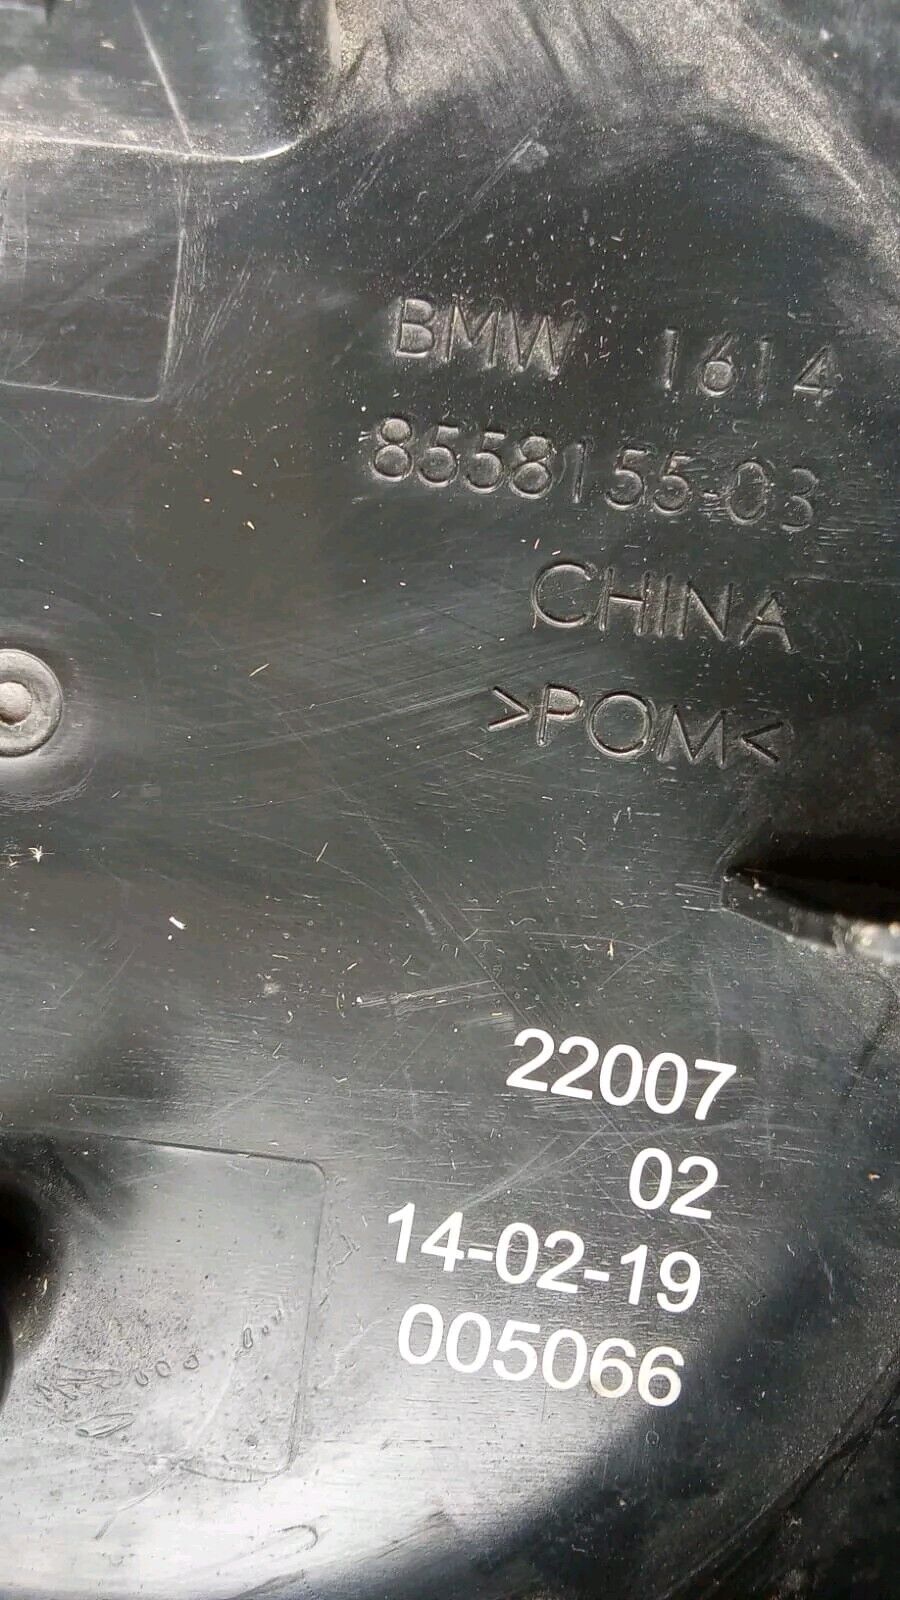 BMW 1614
8558155-03
CHINA
>POM<
22007
02
14-02-19
005066